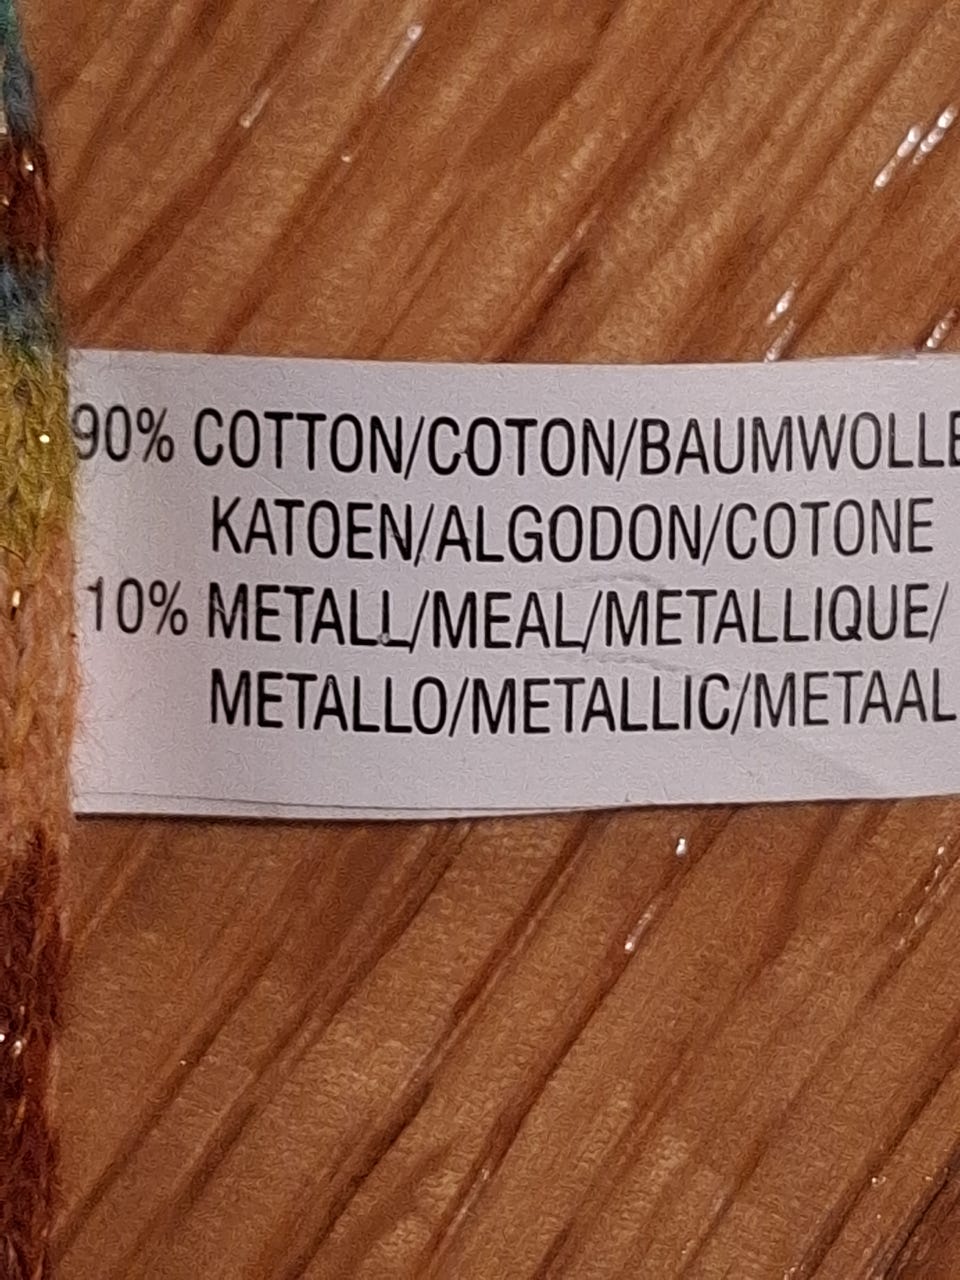 90% COTTON/COTON/BAUMWOLLE
KATOEN/ALGODON/COTONE
10% METALL/MEAL/METALLIQUE/
METALLO/METALLIC/METAAL